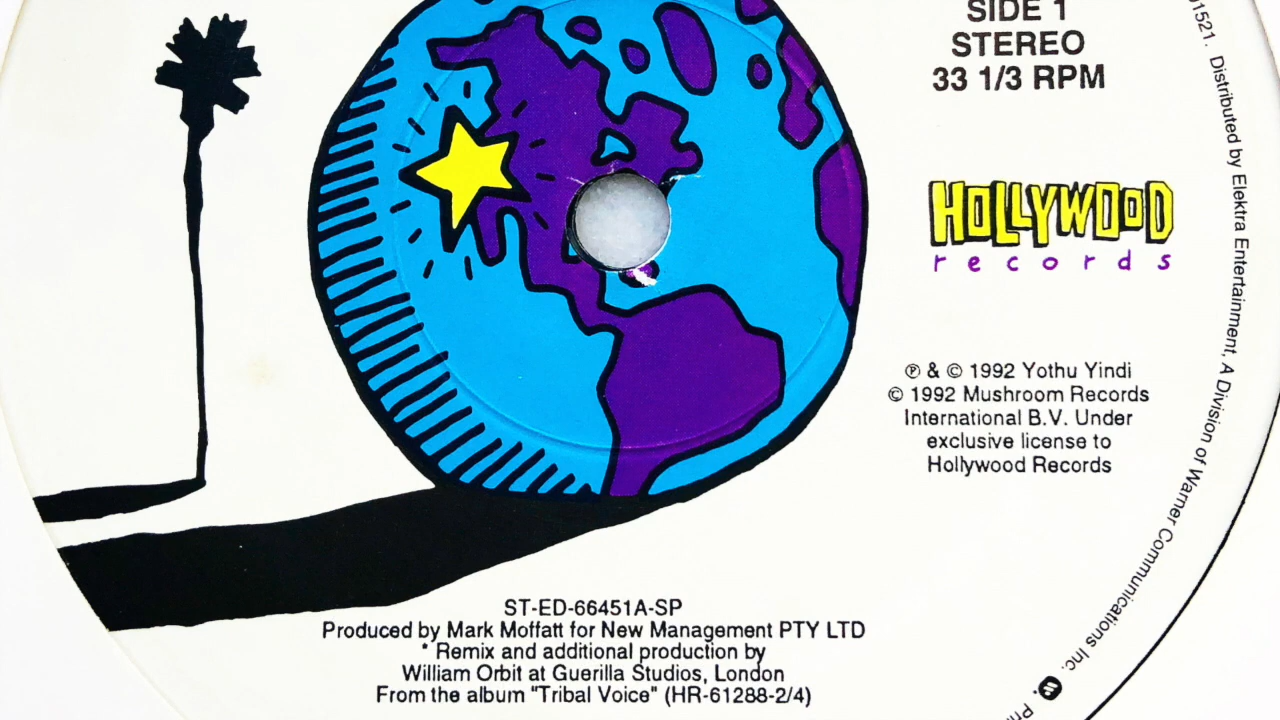 SIDE 1
STEREO
33 1/3 RPM
HOLLYWOOD
records
℗ & © 1992 Yothu Yindi
© 1992 Mushroom Records
International B.V. Under
exclusive license to
Hollywood Records
1521. Distributed by Elektra Entertainment, A Division of Warner Communications Inc.
ST-ED-66451A-SP
Produced by Mark Moffatt for New Management PTY LTD
* Remix and additional production by
William Orbit at Guerilla Studios, London
From the album "Tribal Voice" (HR-61288-2/4)